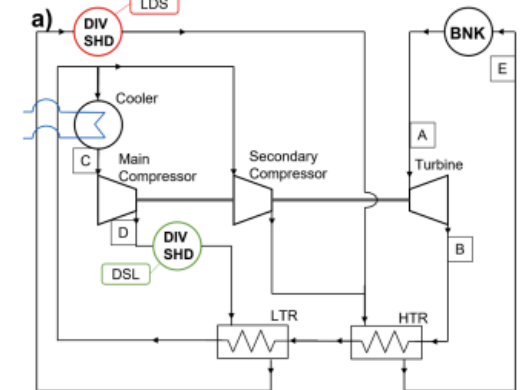 a)
LDS
DIV
SHD
BNK
E
Cooler
A
C
Main
Compressor
Secondary
Compressor
Turbine
D
DIV
SHD
B
DSL
LTR
HTR